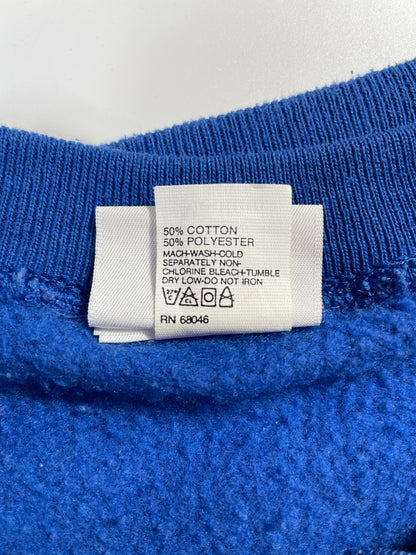 50% COTTON
50% POLYESTER
MACH-WASH-COLD
SEPARATELY NON-
CHLORINE BLEACH-TUMBLE
DRY LOW-DO NOT IRON
RN 68046